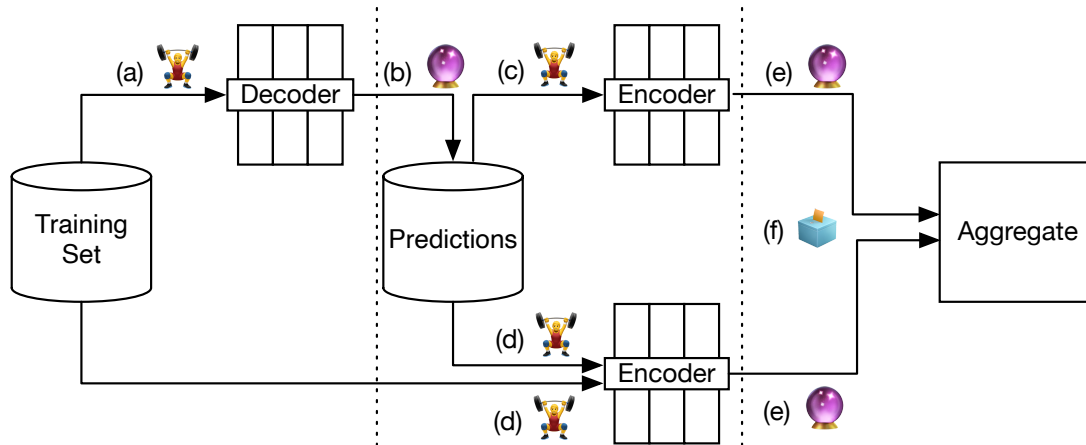 (a)
Decoder
(b)
(c)
Encoder
(e)
Training
Set
Predictions
(f)
Aggregate
(d)
Encoder
(d)
(e)